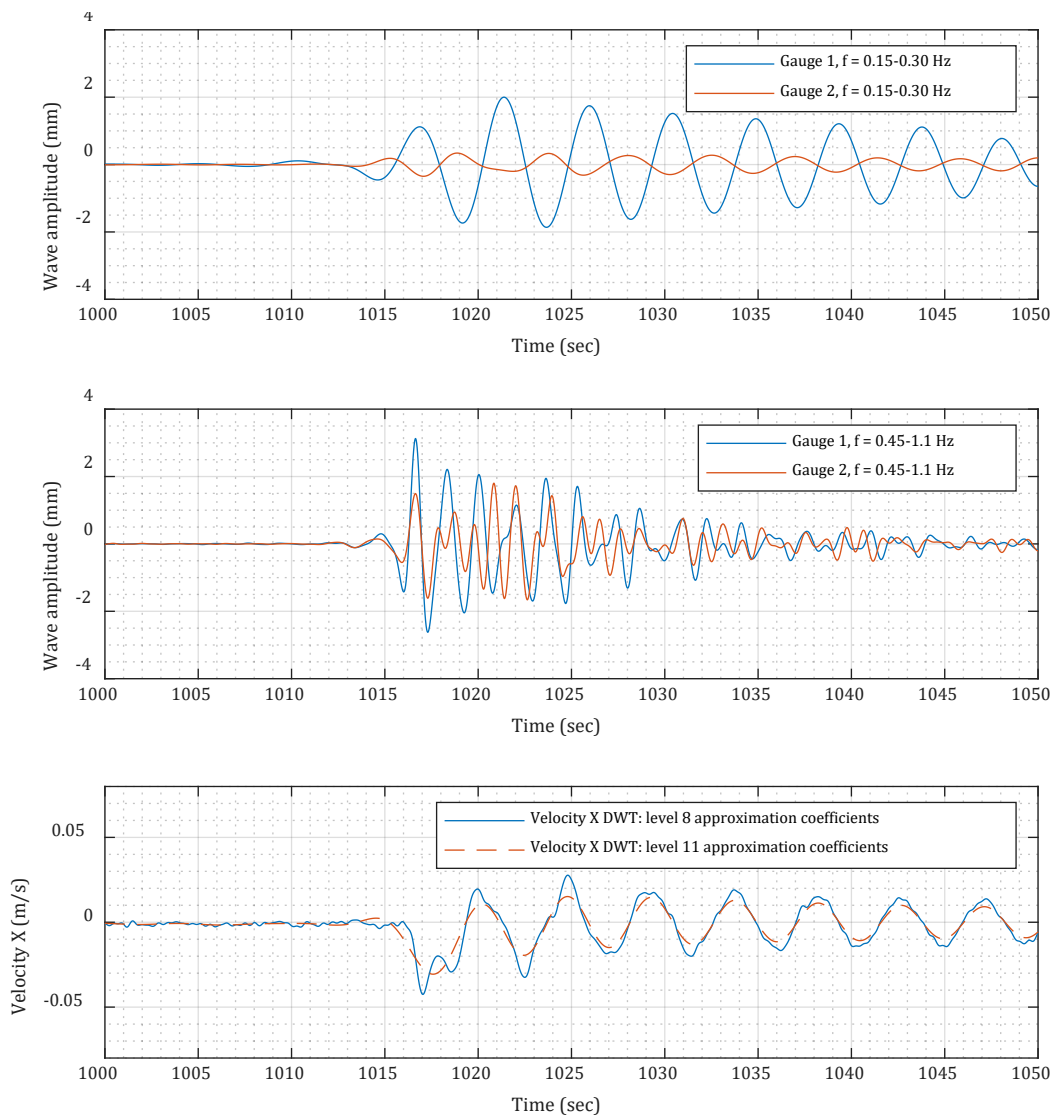 4
2
0
-2
-4
Wave amplitude (mm)
Gauge 1, f = 0.15-0.30 Hz
Gauge 2, f = 0.15-0.30 Hz
1000 1005 1010 1015 1020 1025 1030 1035 1040 1045 1050
Time (sec)
4
2
0
-2
-4
Wave amplitude (mm)
Gauge 1, f = 0.45-1.1 Hz
Gauge 2, f = 0.45-1.1 Hz
1000 1005 1010 1015 1020 1025 1030 1035 1040 1045 1050
Time (sec)
0.05
0
-0.05
Velocity X (m/s)
Velocity X DWT: level 8 approximation coefficients
Velocity X DWT: level 11 approximation coefficients
1000 1005 1010 1015 1020 1025 1030 1035 1040 1045 1050
Time (sec)